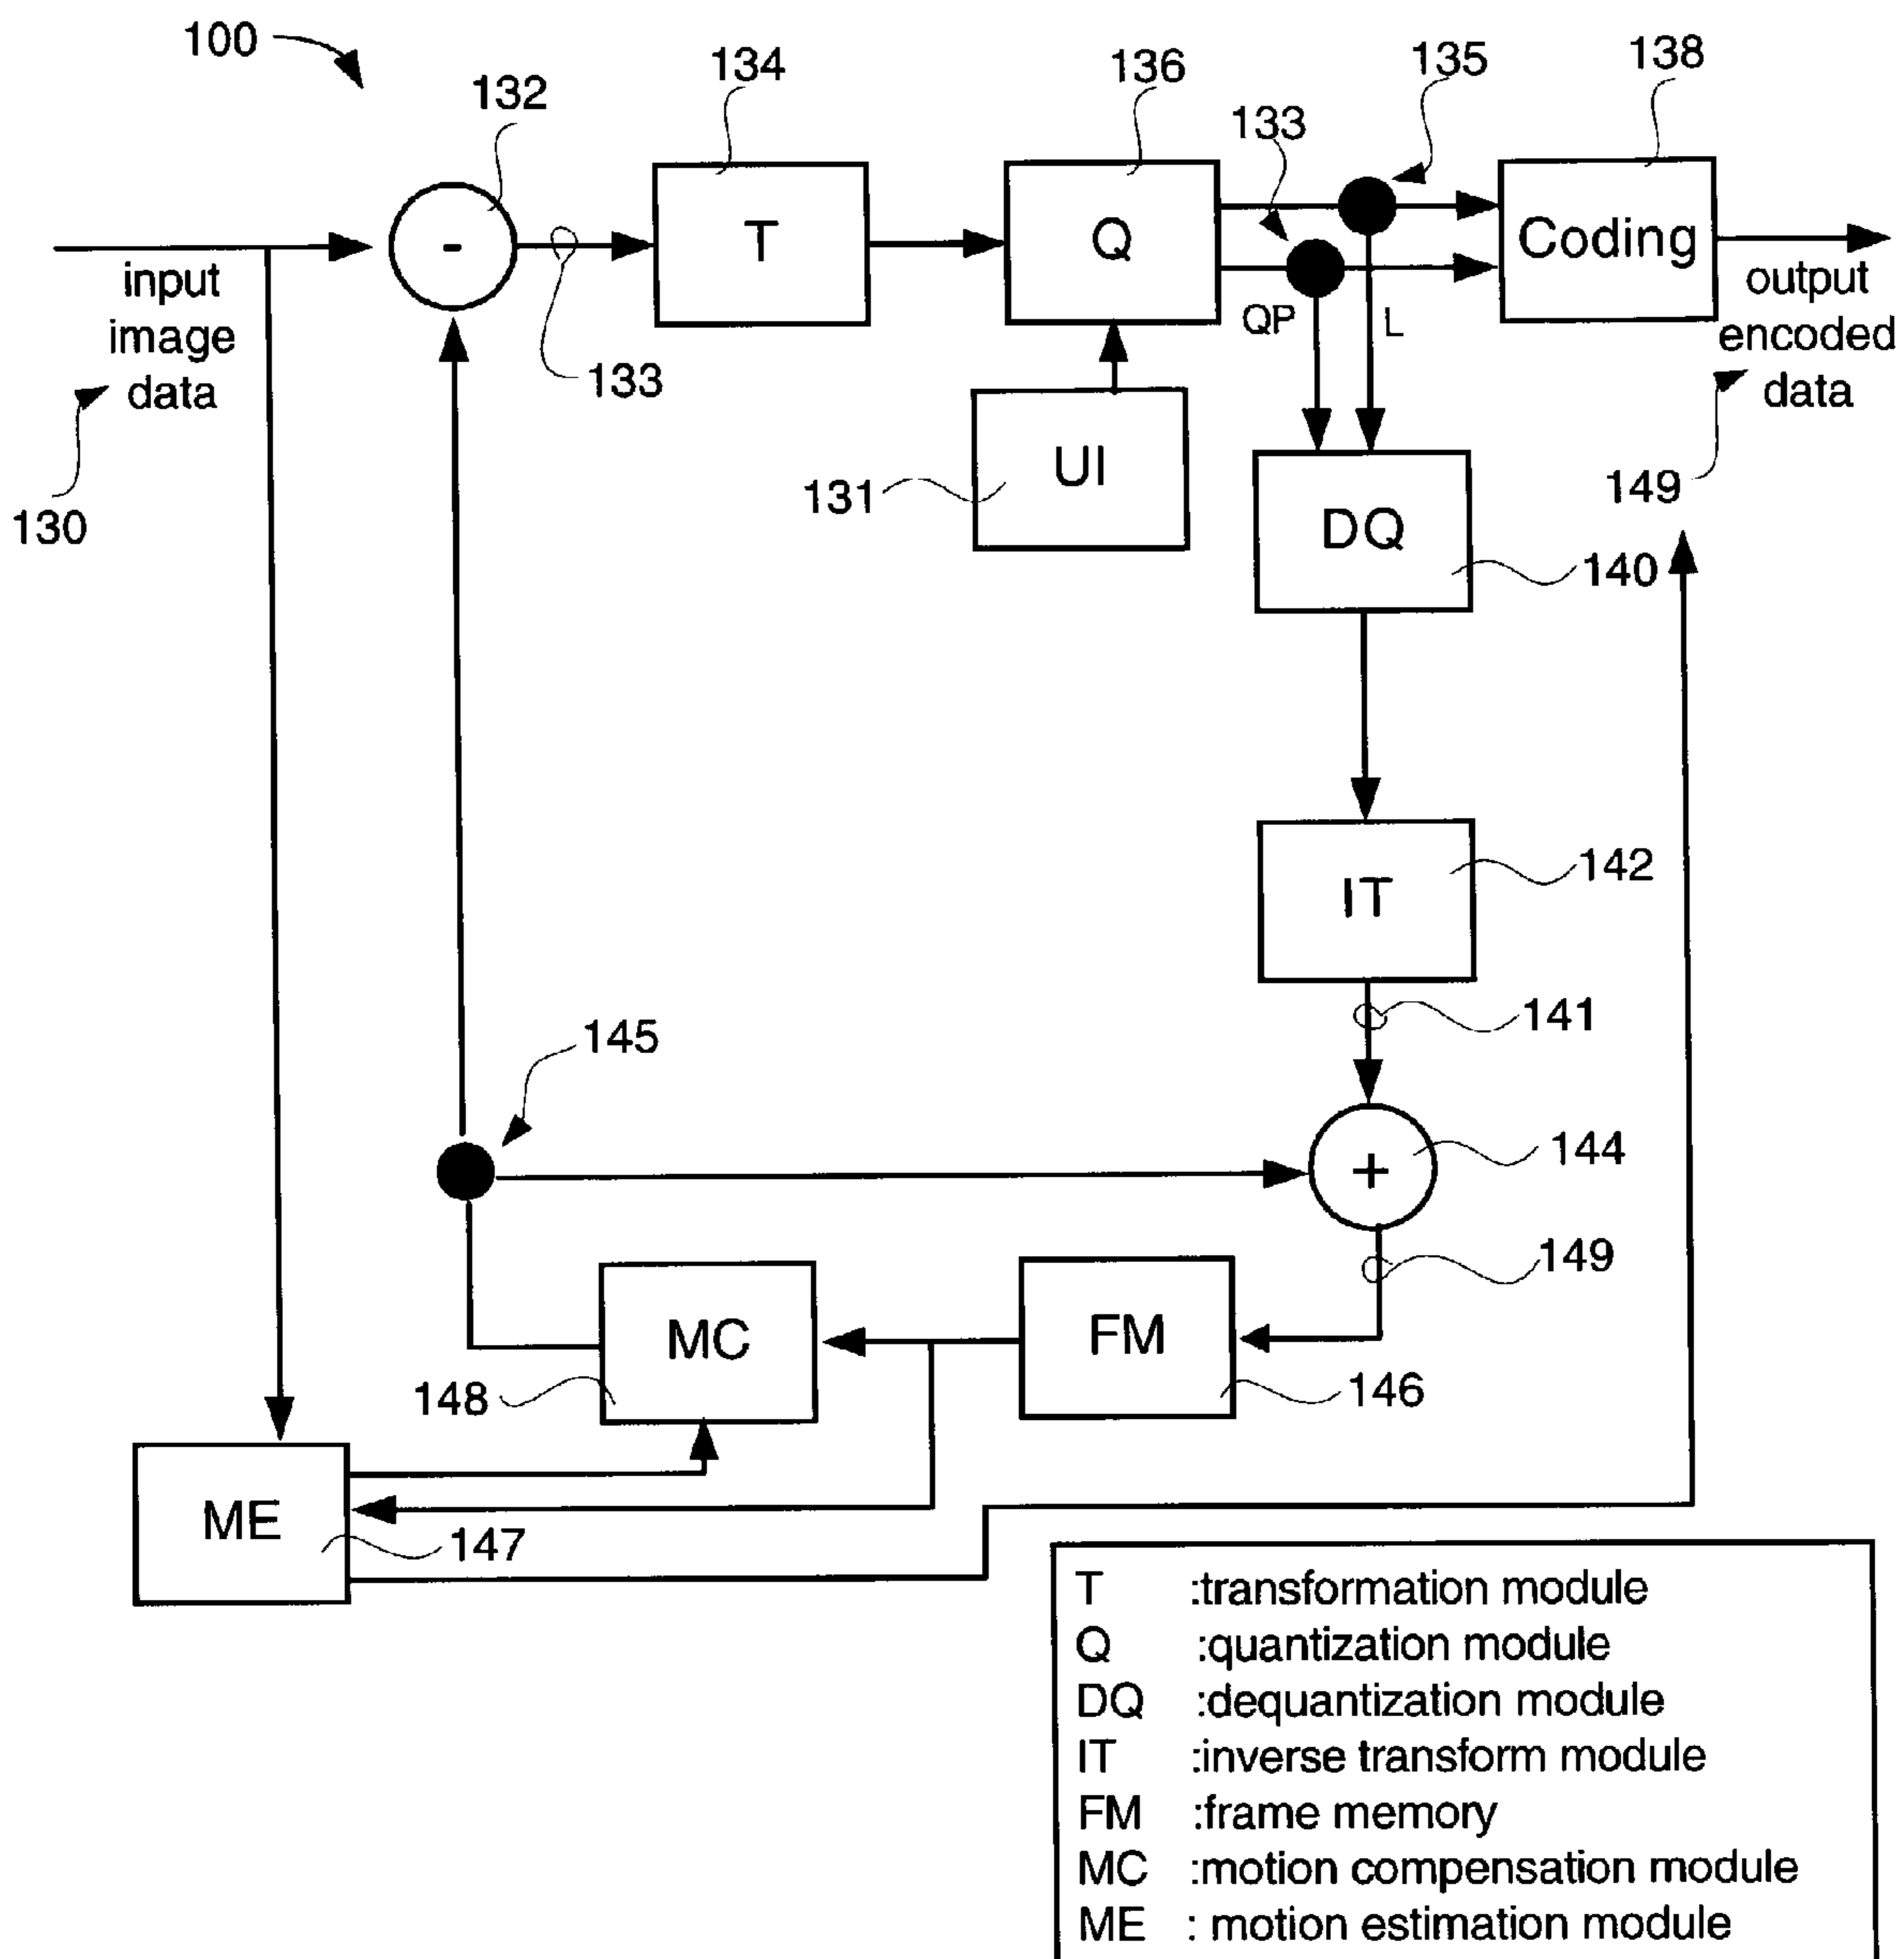 100
132
134
136
133
135
138
-
T
Q
Coding
input
image
data
133
QP
L
output
encoded
data
130
131
UI
149
DQ
140
IT
142
141
145
+
144
149
MC
FM
148
146
ME
147
T :transformation module
Q :quantization module
DQ :dequantization module
IT :inverse transform module
FM :frame memory
MC :motion compensation module
ME : motion estimation module